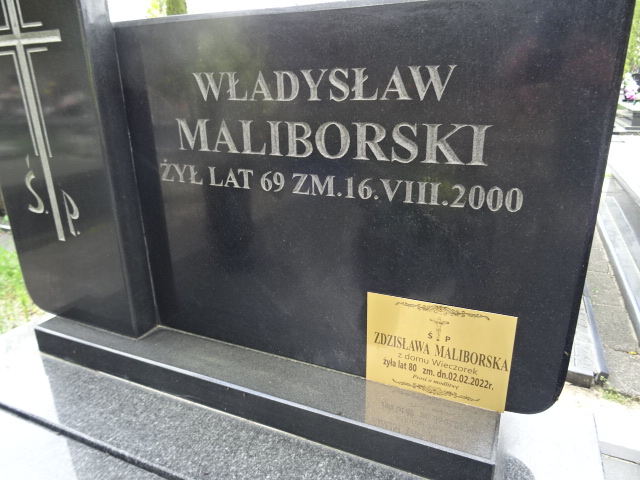 Ś.P.
WŁADYSŁAW
MALIBORSKI
ŻYŁ LAT 69 ZM.16.VIII.2000
Ś P
ZDZISŁAWA MALIBORSKA
z domu Wieczorek
żyła lat 80 zm. dn.02.02.2022r.
Prosi o modlitwę